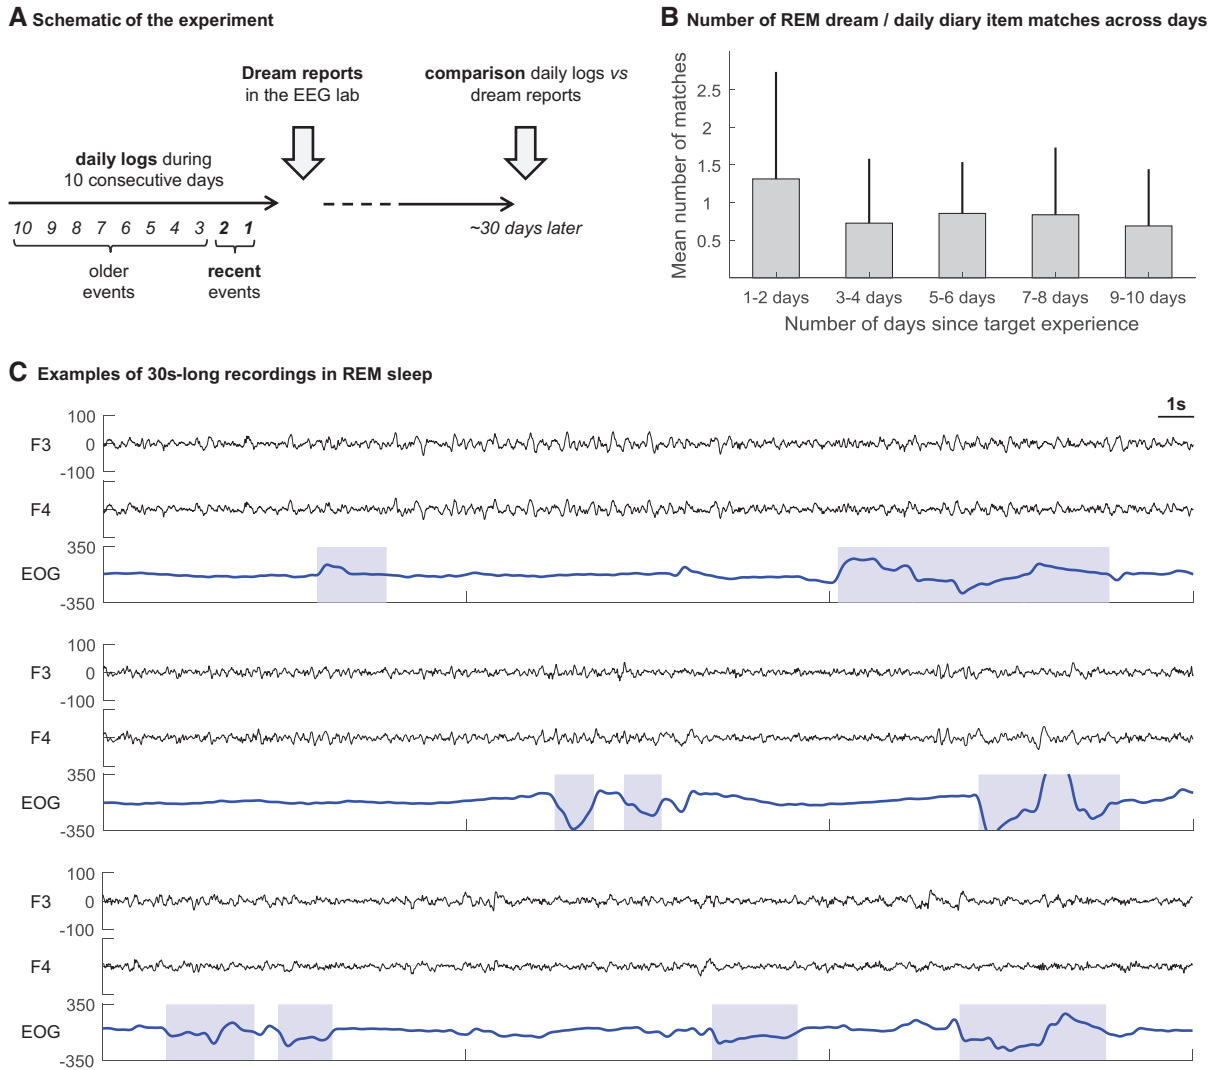 A Schematic of the experiment
Dream reports
in the EEG lab
comparison daily logs vs
dream reports
daily logs during
10 consecutive days
10 9 8 7 6 5 4 3 2 1
~30 days later
older
events
recent
events
B Number of REM dream / daily diary item matches across days
Mean number of matches
2.5
2
1.5
1
0.5
1-2 days 3-4 days 5-6 days 7-8 days 9-10 days
Number of days since target experience
C Examples of 30s-long recordings in REM sleep
1s
100
F3 0
-100
F4
350
EOG
-350
100
F3 0
-100
F4
350
EOG
-350
100
F3 0
-100
F4
350
EOG
-350